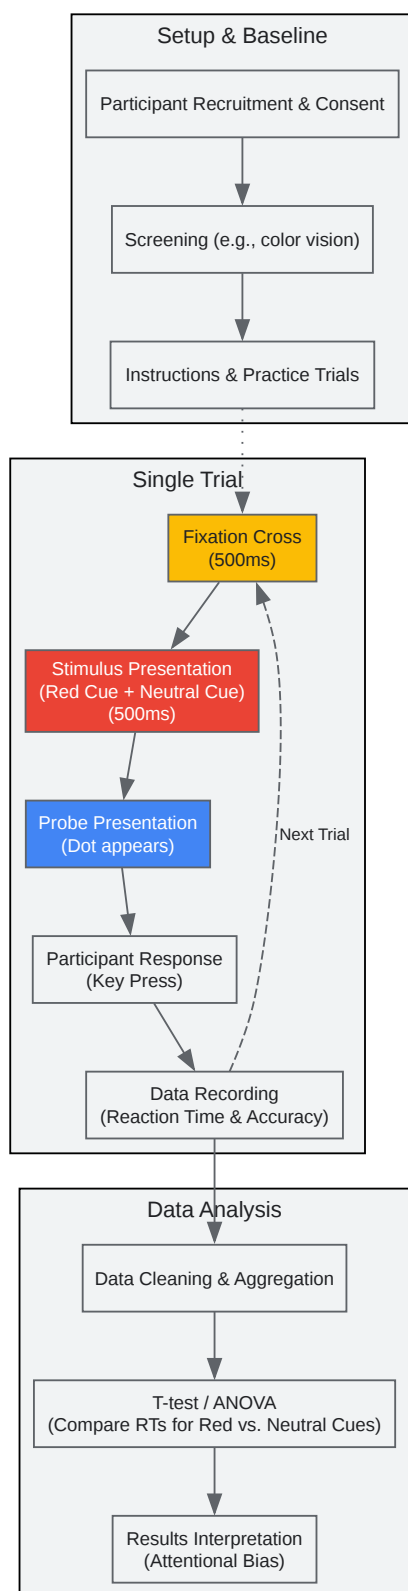 Setup & Baseline
Participant Recruitment & Consent
Screening (e.g., color vision)
Instructions & Practice Trials
Single Trial
Fixation Cross
(500ms)
Stimulus Presentation
(Red Cue + Neutral Cue)
(500ms)
Probe Presentation
(Dot appears)
Next Trial
Participant Response
(Key Press)
Data Recording
(Reaction Time & Accuracy)
Data Analysis
Data Cleaning & Aggregation
T-test / ANOVA
(Compare RTs for Red vs. Neutral Cues)
Results Interpretation
(Attentional Bias)